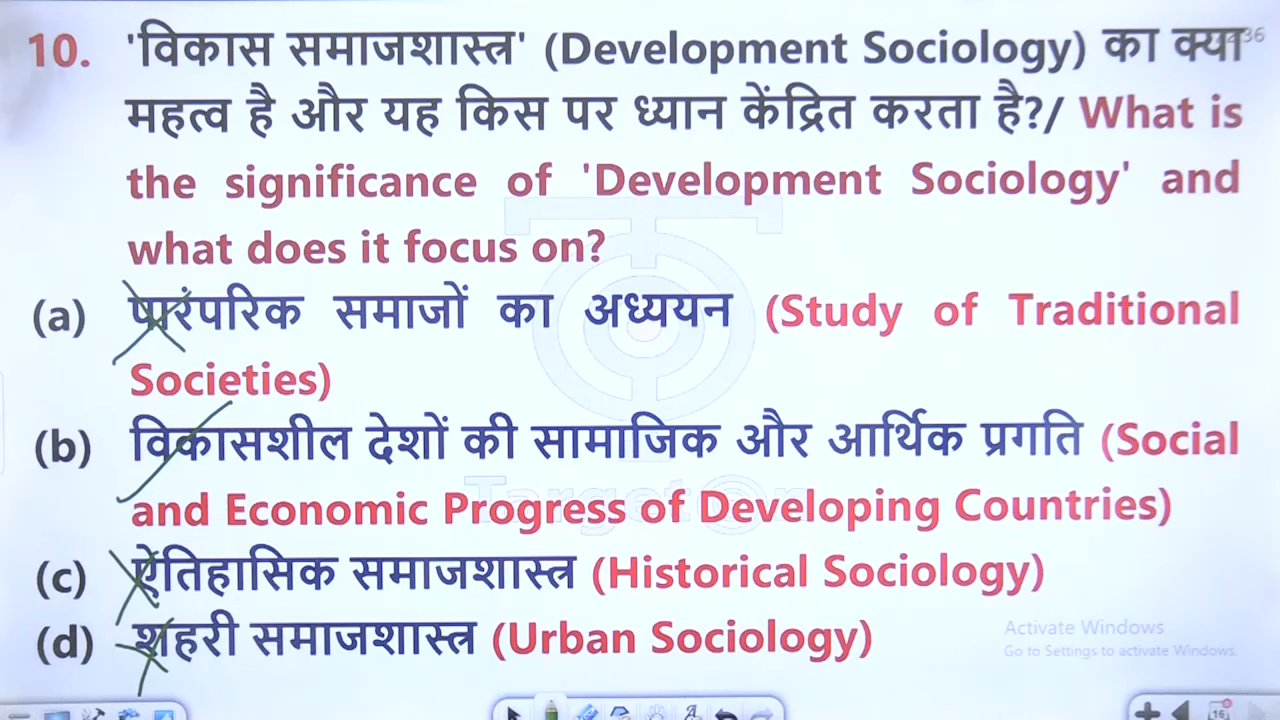 10. 'विकास समाजशास्त्र' (Development Sociology) का क्या
महत्व है और यह किस पर ध्यान केंद्रित करता है?/ What is
the significance of 'Development Sociology' and
what does it focus on?
(a) पारंपरिक समाजों का अध्ययन (Study of Traditional
Societies)
(b) विकासशील देशों की सामाजिक और आर्थिक प्रगति (Social
and Economic Progress of Developing Countries)
(c) ऐतिहासिक समाजशास्त्र (Historical Sociology)
(d) शहरी समाजशास्त्र (Urban Sociology)
Target On
Activate Windows
Go to Settings to activate Windows.
15